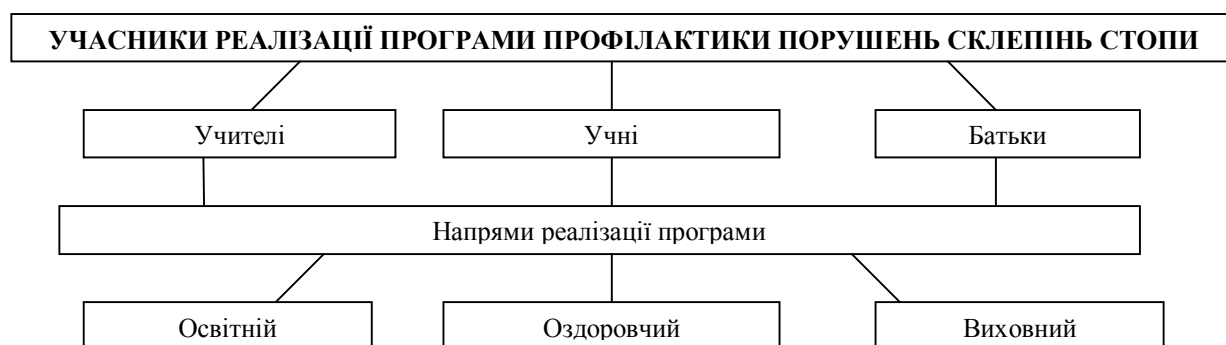 УЧАСНИКИ РЕАЛІЗАЦІЇ ПРОГРАМИ ПРОФІЛАКТИКИ ПОРУШЕНЬ СКЛЕПІНЬ СТОПИ
Учителі
Учні
Батьки
Напрями реалізації програми
Освітній
Оздоровчий
Виховний